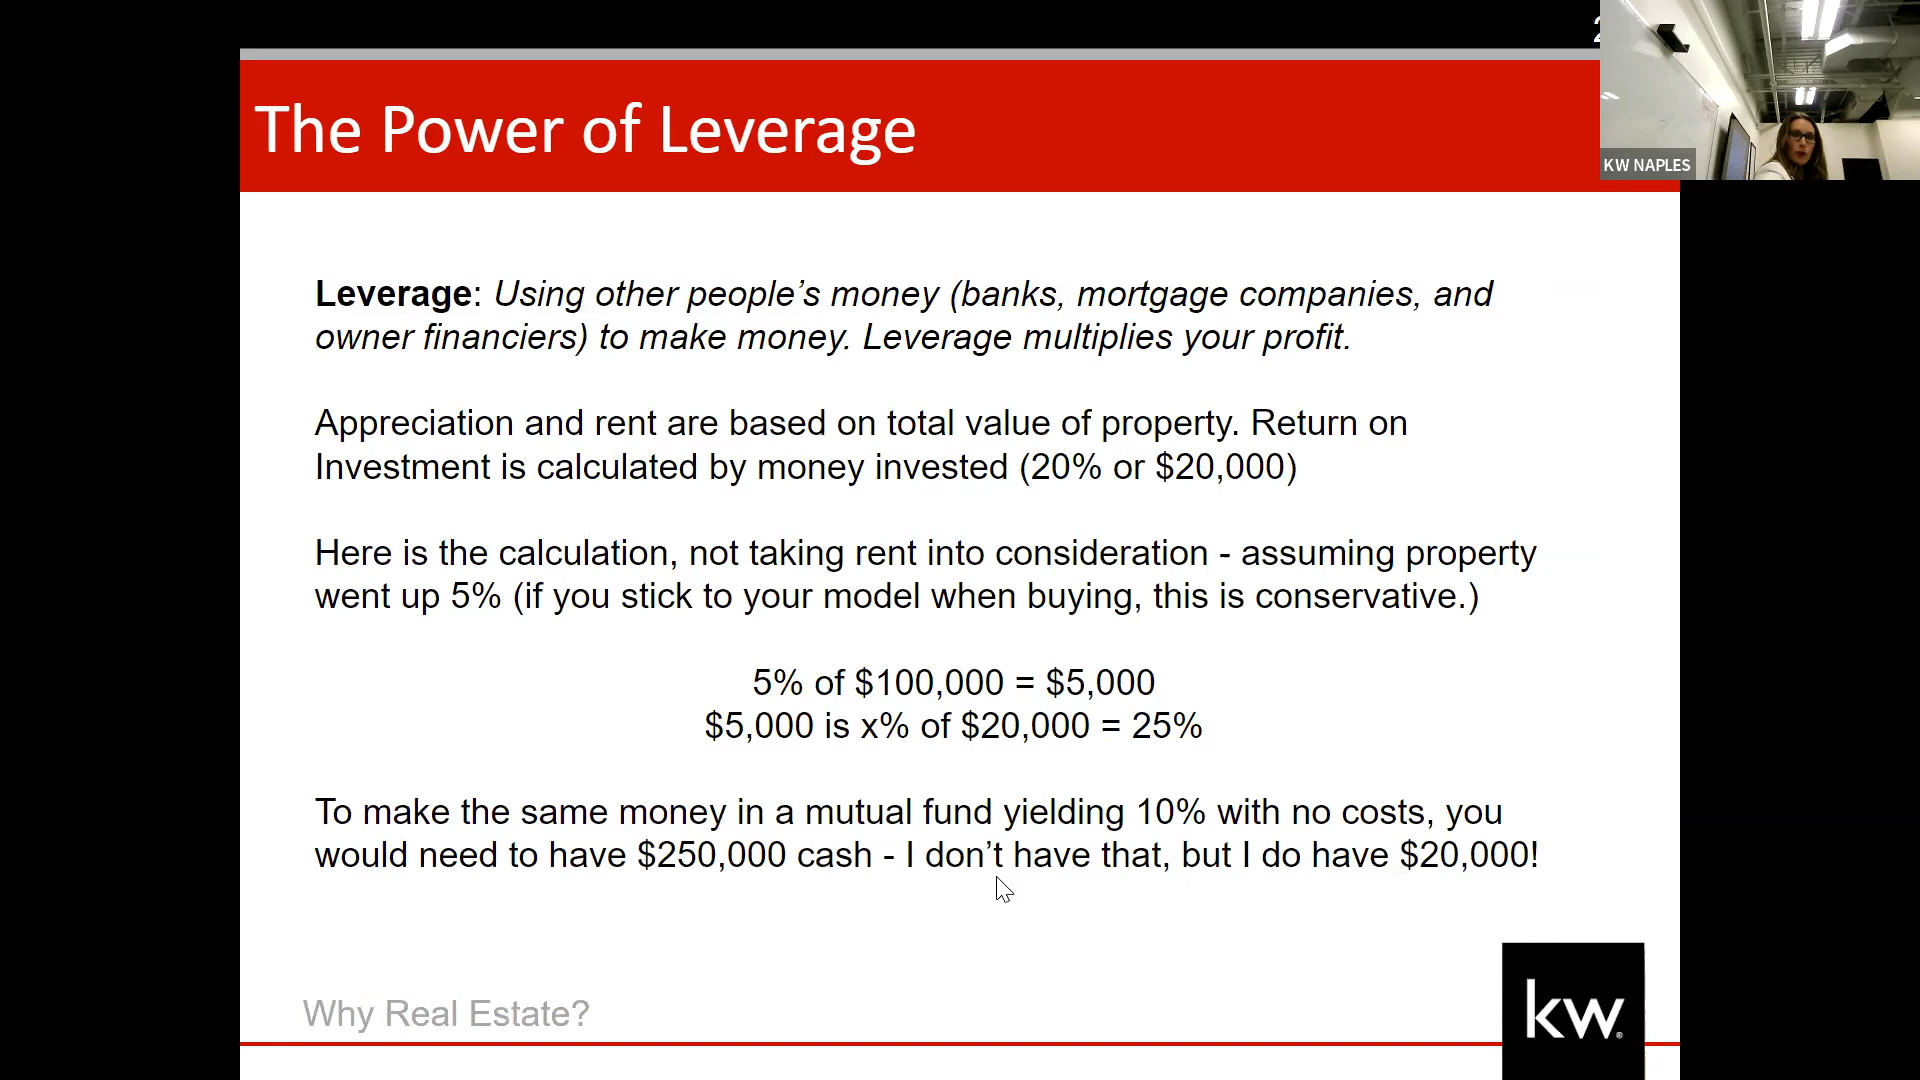 The Power of Leverage
KW NAPLES
Leverage: Using other people’s money (banks, mortgage companies, and
owner financiers) to make money. Leverage multiplies your profit.
Appreciation and rent are based on total value of property. Return on
Investment is calculated by money invested (20% or $20,000)
Here is the calculation, not taking rent into consideration - assuming property
went up 5% (if you stick to your model when buying, this is conservative.)
5% of $100,000 = $5,000
$5,000 is x% of $20,000 = 25%
To make the same money in a mutual fund yielding 10% with no costs, you
would need to have $250,000 cash - I don’t have that, but I do have $20,000!
Why Real Estate?
kw.